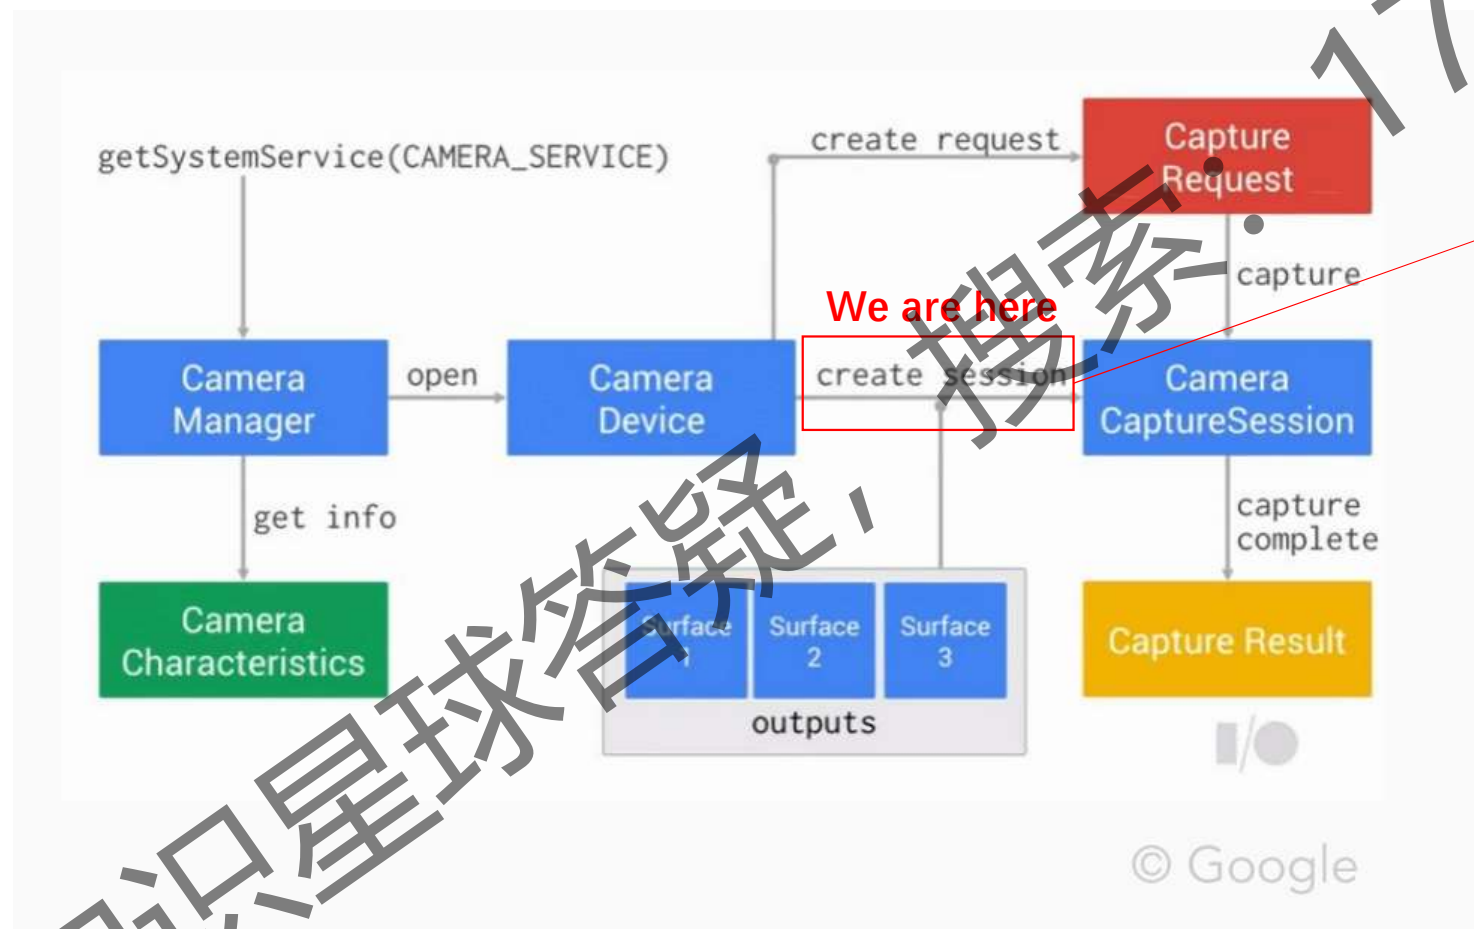 getSystemService(CAMERA_SERVICE)
create request
Capture
Request
capture
We are here
Camera
Manager
open
Camera
Device
create session
Camera
CaptureSession
get info
capture
complete
Camera
Characteristics
Surface
1
Surface
2
Surface
3
outputs
Capture Result
I/O
© Google
识星球答疑，搜索：17